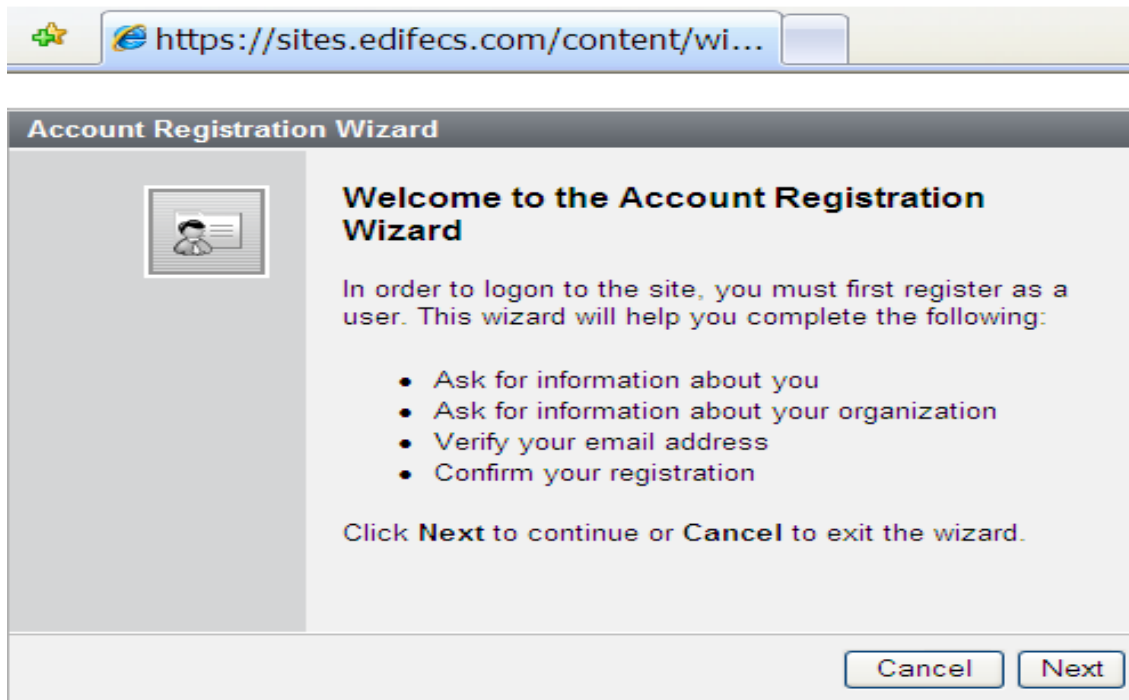 https://sites.edifecs.com/content/wi...
Account Registration Wizard
Welcome to the Account Registration
Wizard
In order to logon to the site, you must first register as a
user. This wizard will help you complete the following:
• Ask for information about you
• Ask for information about your organization
• Verify your email address
• Confirm your registration
Click Next to continue or Cancel to exit the wizard.
Cancel Next